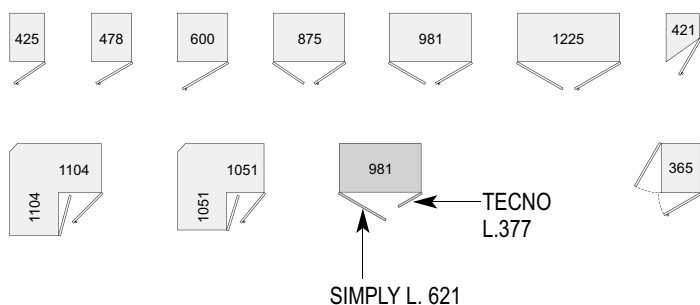 425 478 600 875 981 1225 421
1104 1051 981 365
1104 1051
TECNO
L.377
SIMPLY L. 621